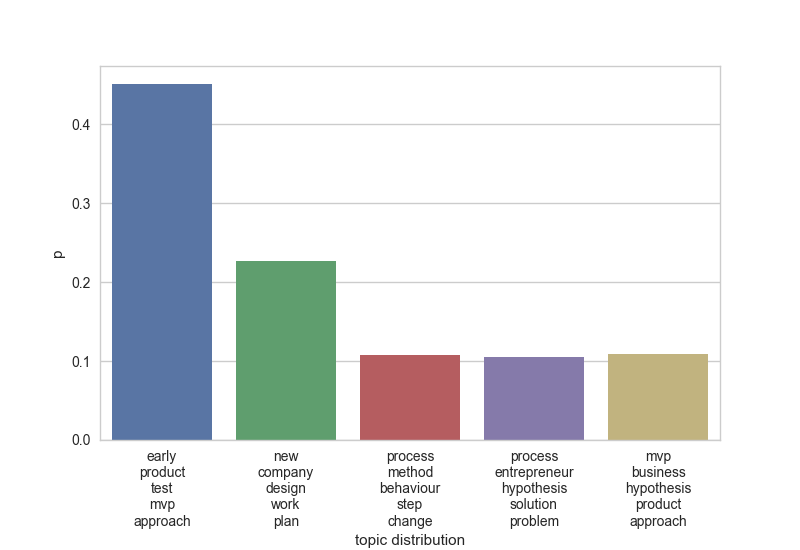 0.4
0.3
p
0.2
0.1
0.0
early new process process mvp
product company method entrepreneur business
test design behaviour hypothesis hypothesis
mvp work step solution product
approach plan change problem approach
topic distribution